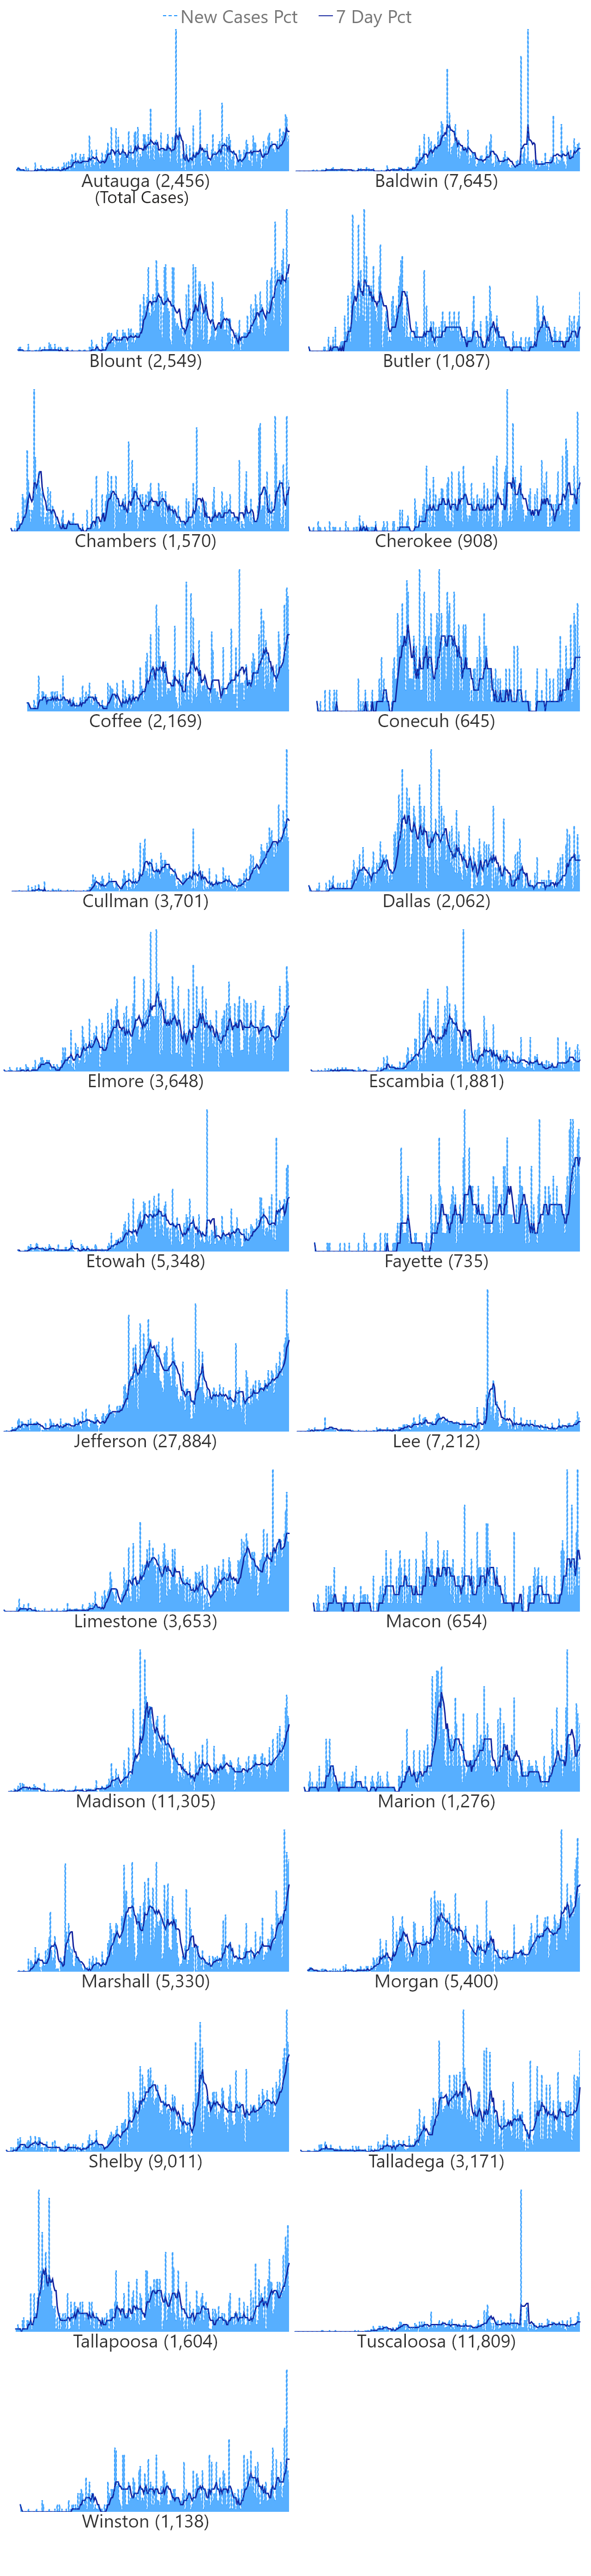 New Cases Pct 7 Day Pct
Autauga (2,456) Baldwin (7,645)
(Total Cases)
Blount (2,549) Butler (1,087)
Chambers (1,570) Cherokee (908)
Coffee (2,169) Conecuh (645)
Cullman (3,701) Dallas (2,062)
Elmore (3,648) Escambia (1,881)
Etowah (5,348) Fayette (735)
Jefferson (27,884) Lee (7,212)
Limestone (3,653) Macon (654)
Madison (11,305) Marion (1,276)
Marshall (5,330) Morgan (5,400)
Shelby (9,011) Talladega (3,171)
Tallapoosa (1,604) Tuscaloosa (11,809)
Winston (1,138)